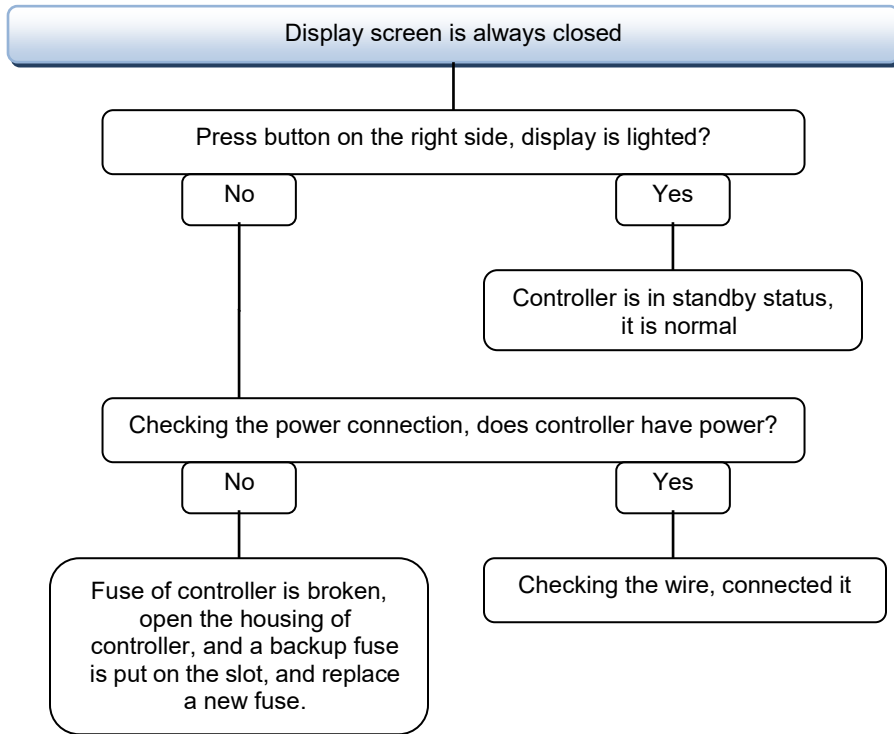 Display screen is always closed
Press button on the right side, display is lighted?
No
Yes
Controller is in standby status,
it is normal
Checking the power connection, does controller have power?
No
Yes
Fuse of controller is broken,
open the housing of
controller, and a backup fuse
is put on the slot, and replace
a new fuse.
Checking the wire, connected it